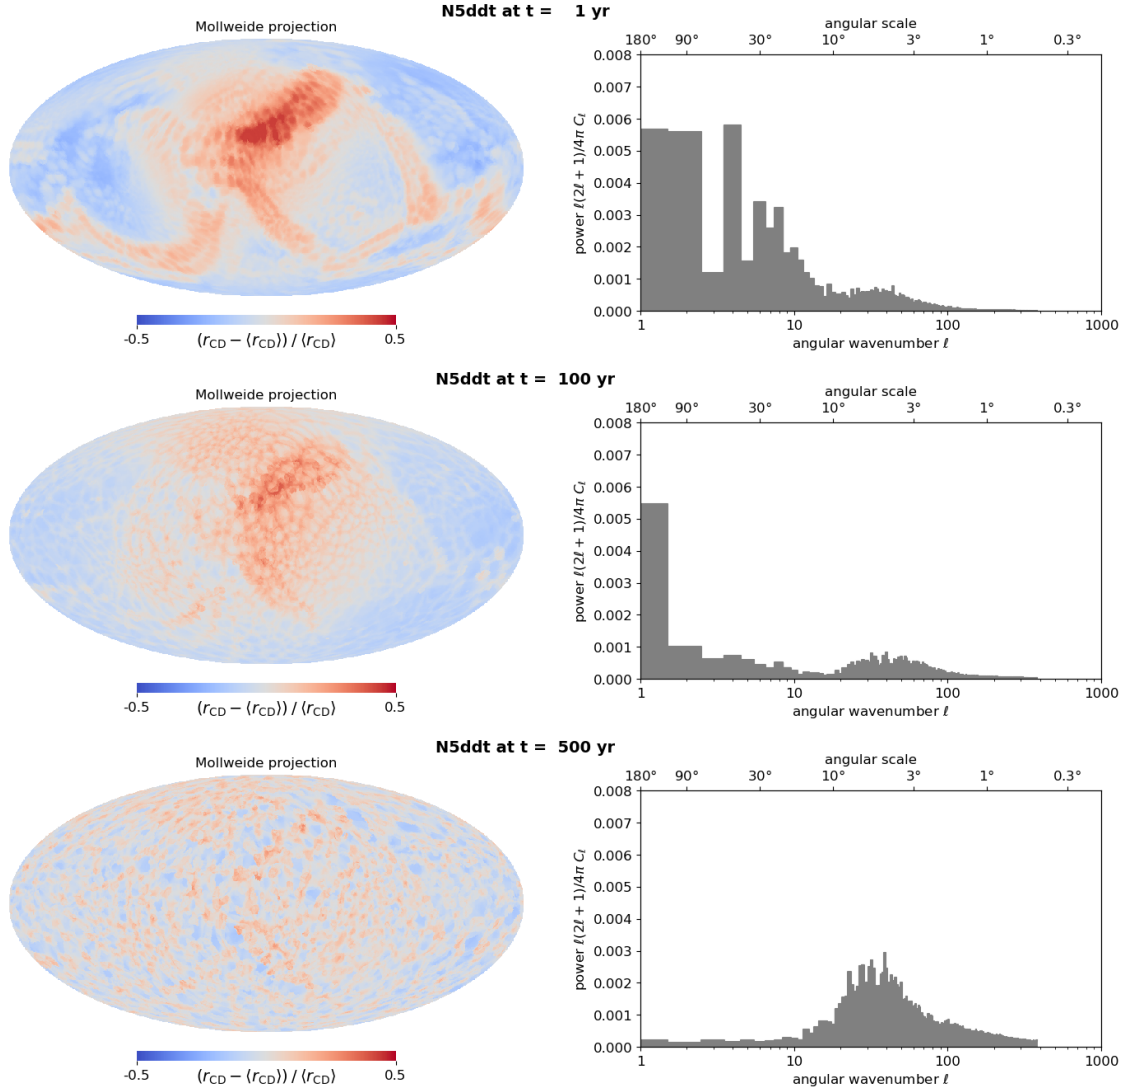 N5ddt at t = 1 yr
Mollweide projection
-0.5
0.5
(r_CD − ⟨r_CD⟩) / ⟨r_CD⟩
angular scale
180° 90° 30° 10° 3° 1° 0.3°
0.008
0.007
0.006
0.005
0.004
0.003
0.002
0.001
0.000
power ℓ(2ℓ + 1)/4π C_ℓ
1 10 100 1000
angular wavenumber ℓ
N5ddt at t = 100 yr
Mollweide projection
-0.5
0.5
(r_CD − ⟨r_CD⟩) / ⟨r_CD⟩
angular scale
180° 90° 30° 10° 3° 1° 0.3°
0.008
0.007
0.006
0.005
0.004
0.003
0.002
0.001
0.000
power ℓ(2ℓ + 1)/4π C_ℓ
1 10 100 1000
angular wavenumber ℓ
N5ddt at t = 500 yr
Mollweide projection
-0.5
0.5
(r_CD − ⟨r_CD⟩) / ⟨r_CD⟩
angular scale
180° 90° 30° 10° 3° 1° 0.3°
0.008
0.007
0.006
0.005
0.004
0.003
0.002
0.001
0.000
power ℓ(2ℓ + 1)/4π C_ℓ
1 10 100 1000
angular wavenumber ℓ